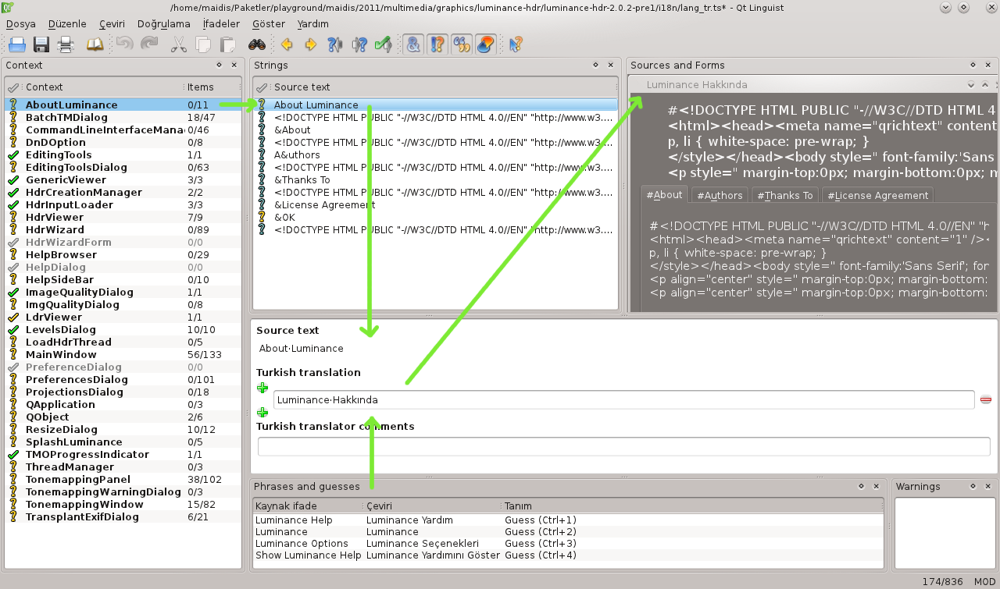 /home/maidis/Paketler/playground/maidis/2011/multimedia/graphics/luminance-hdr/luminance-hdr-2.0.2-pre1/i18n/lang_tr.ts* - Qt Linguist
Dosya Düzenle Çeviri Doğrulama İfadeler Göster Yardım
Context
Context Items
AboutLuminance 0/11
BatchTMDialog 18/47
CommandLineInterfaceMana 0/46
DnDOption 0/8
EditingTools 1/1
EditingToolsDialog 0/63
GenericViewer 3/3
HdrCreationManager 2/2
HdrInputLoader 3/3
HdrViewer 7/9
HdrWizard 0/89
HdrWizardForm 0/0
HelpBrowser 0/29
HelpDialog 0/0
HelpSideBar 0/10
ImageQualityDialog 1/1
ImgQualityDialog 0/8
LdrViewer 1/1
LevelsDialog 10/10
LoadHdrThread 0/5
MainWindow 56/133
PreferenceDialog 0/0
PreferencesDialog 0/101
ProjectionsDialog 0/18
QApplication 0/3
QObject 2/6
ResizeDialog 10/12
SplashLuminance 0/5
TMOProgressIndicator 1/1
ThreadManager 0/3
TonemappingPanel 38/102
TonemappingWarningDialog 0/3
TonemappingWindow 15/82
TransplantExifDialog 6/21
Strings
Source text
About Luminance
<!DOCTYPE HTML PUBLIC "-//W3C//DTD HTML 4.0//EN" "http://www.w3....
&About
<!DOCTYPE HTML PUBLIC "-//W3C//DTD HTML 4.0//EN" "http://www.w3....
A&uthors
<!DOCTYPE HTML PUBLIC "-//W3C//DTD HTML 4.0//EN" "http://www.w3....
&Thanks To
<!DOCTYPE HTML PUBLIC "-//W3C//DTD HTML 4.0//EN" "http://www.w3....
&License Agreement
&OK
<!DOCTYPE HTML PUBLIC "-//W3C//DTD HTML 4.0//EN" "http://www.w3....
Sources and Forms
Luminance Hakkında
#<!DOCTYPE HTML PUBLIC "-//W3C//DTD HTML 4
<html><head><meta name="qrichtext" content
p, li { white-space: pre-wrap; }
</style></head><body style=" font-family:'Sans
<p style=" margin-top:0px; margin-bottom:0px; m
#About #Authors #Thanks To #License Agreement
#<!DOCTYPE HTML PUBLIC "-//W3C//DTD HTML 4.0//EN" "h
<html><head><meta name="qrichtext" content="1" /><
p, li { white-space: pre-wrap; }
</style></head><body style=" font-family:'Sans Serif'; for
<p align="center" style=" margin-top:0px; margin-bottom:
<p align="center" style=" margin-top:0px; margin-bottom:
Source text
About·Luminance
Turkish translation
Luminance·Hakkında
Turkish translator comments
Phrases and guesses
Kaynak ifade Çeviri Tanım
Luminance Help Luminance Yardım Guess (Ctrl+1)
Luminance Luminance Guess (Ctrl+2)
Luminance Options Luminance Seçenekleri Guess (Ctrl+3)
Show Luminance Help Luminance Yardımını Göster Guess (Ctrl+4)
Warnings
174/836 MOD